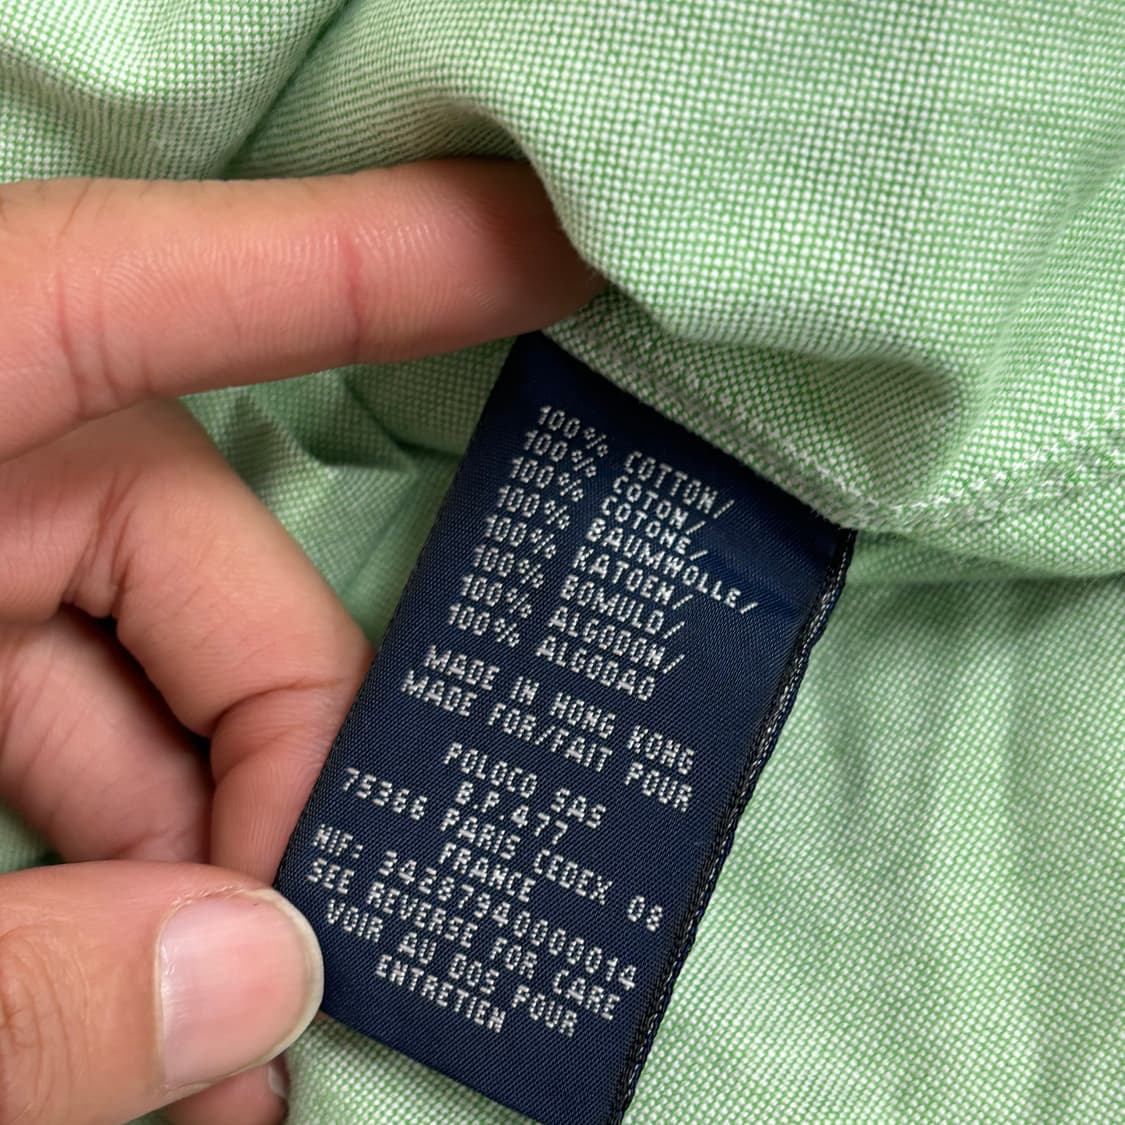 100% COTTON/
100% COTON/
100% COTONE/
100% BAUMWOLLE/
100% KATOEN/
100% BOMULD/
100% ALGODON/
100% ALGODAO
MADE IN HONG KONG
MADE FOR/FAIT POUR
POLOCO SAS
B.P.477
75366 PARIS CEDEX 08
FRANCE
NIF: 34287940000014
SEE REVERSE FOR CARE
VOIR AU DOS POUR
ENTRETIEN